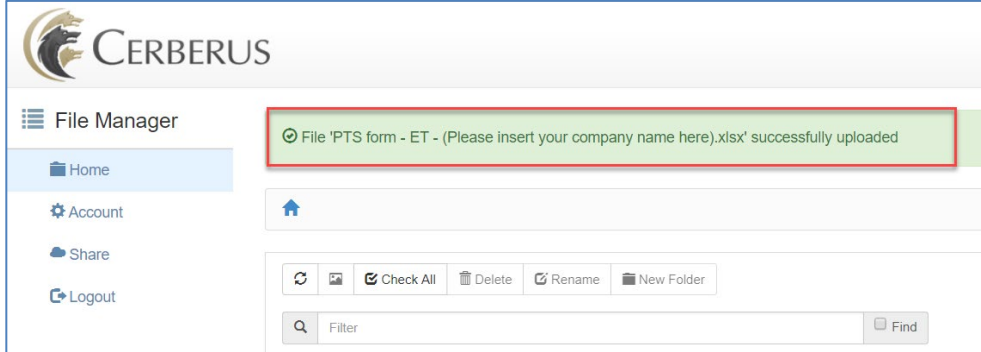 CERBERUS
File Manager
File 'PTS form - ET - (Please insert your company name here).xlsx' successfully uploaded
Home
Account
Share
Logout
Check All Delete Rename New Folder
Filter Find